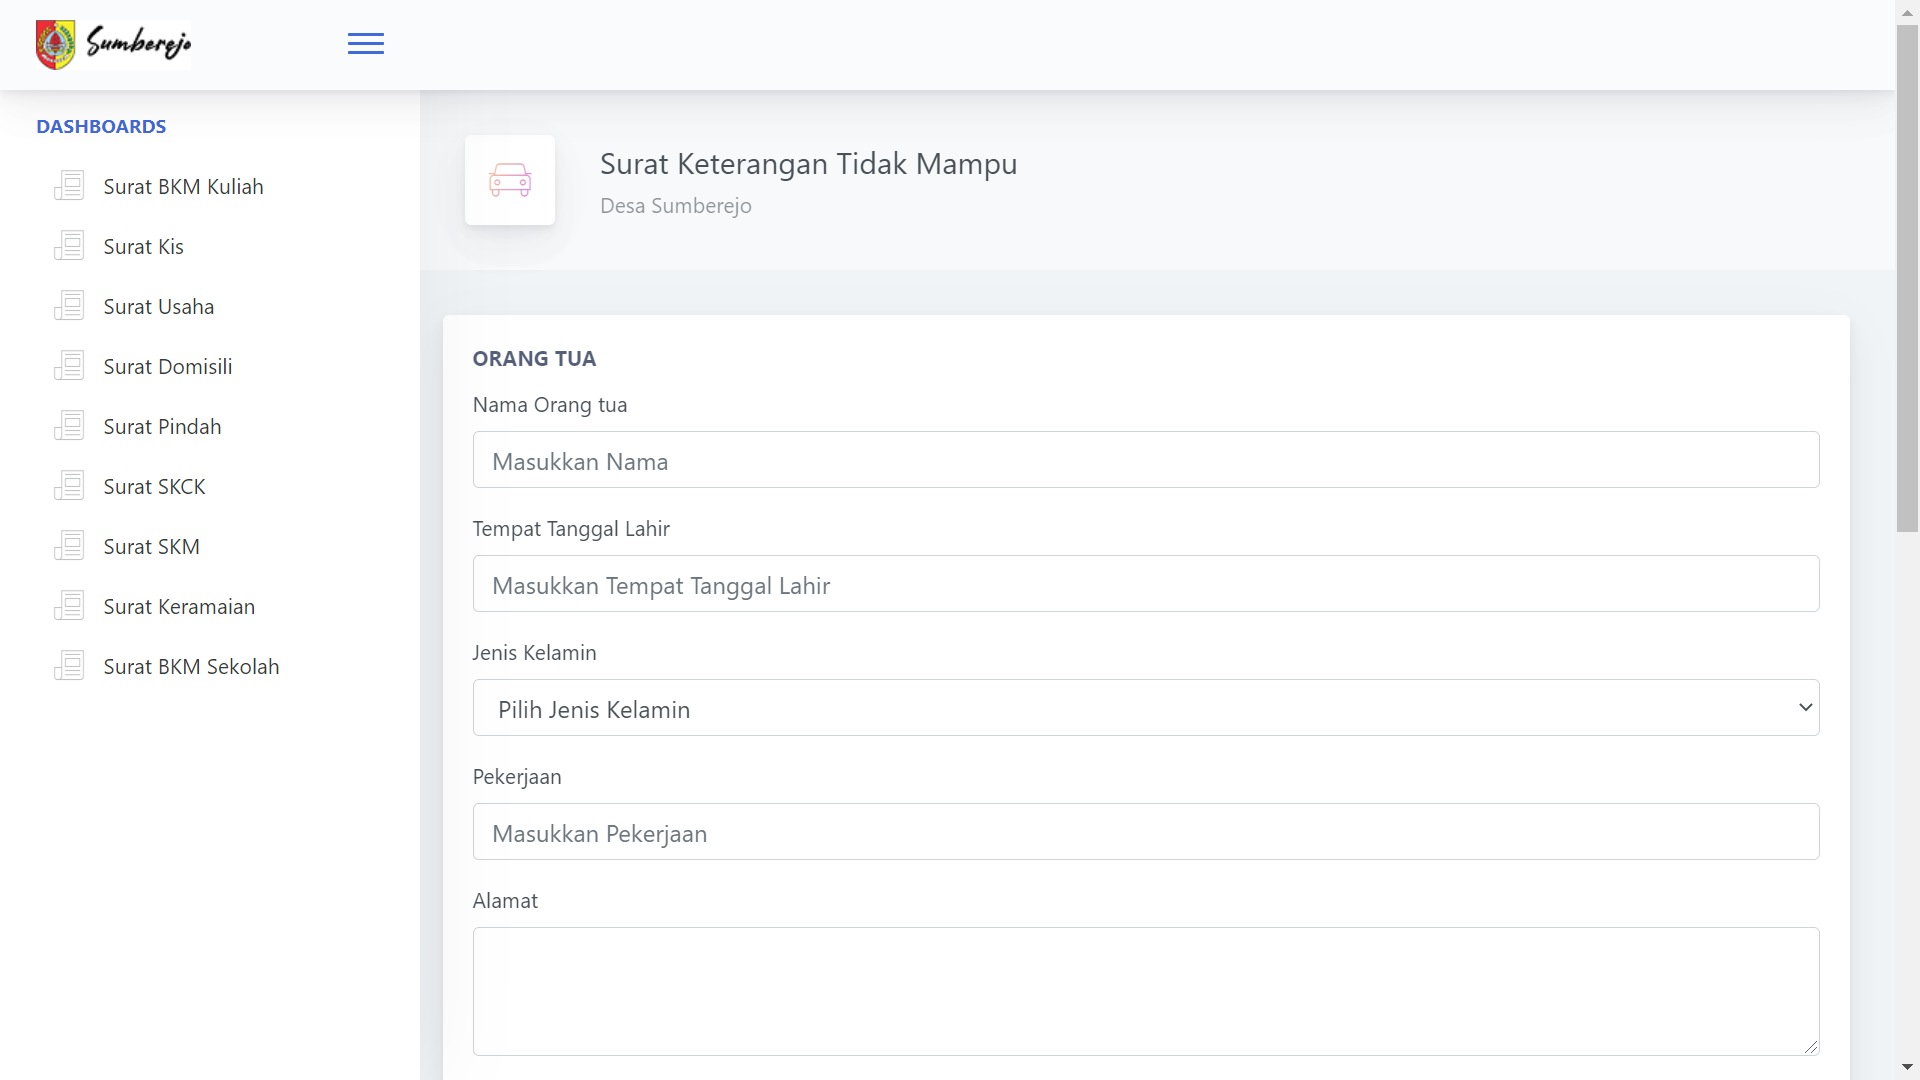 Sumberejo
DASHBOARDS
Surat BKM Kuliah
Surat Kis
Surat Usaha
Surat Domisili
Surat Pindah
Surat SKCK
Surat SKM
Surat Keramaian
Surat BKM Sekolah
Surat Keterangan Tidak Mampu
Desa Sumberejo
ORANG TUA
Nama Orang tua
Masukkan Nama
Tempat Tanggal Lahir
Masukkan Tempat Tanggal Lahir
Jenis Kelamin
Pilih Jenis Kelamin
Pekerjaan
Masukkan Pekerjaan
Alamat